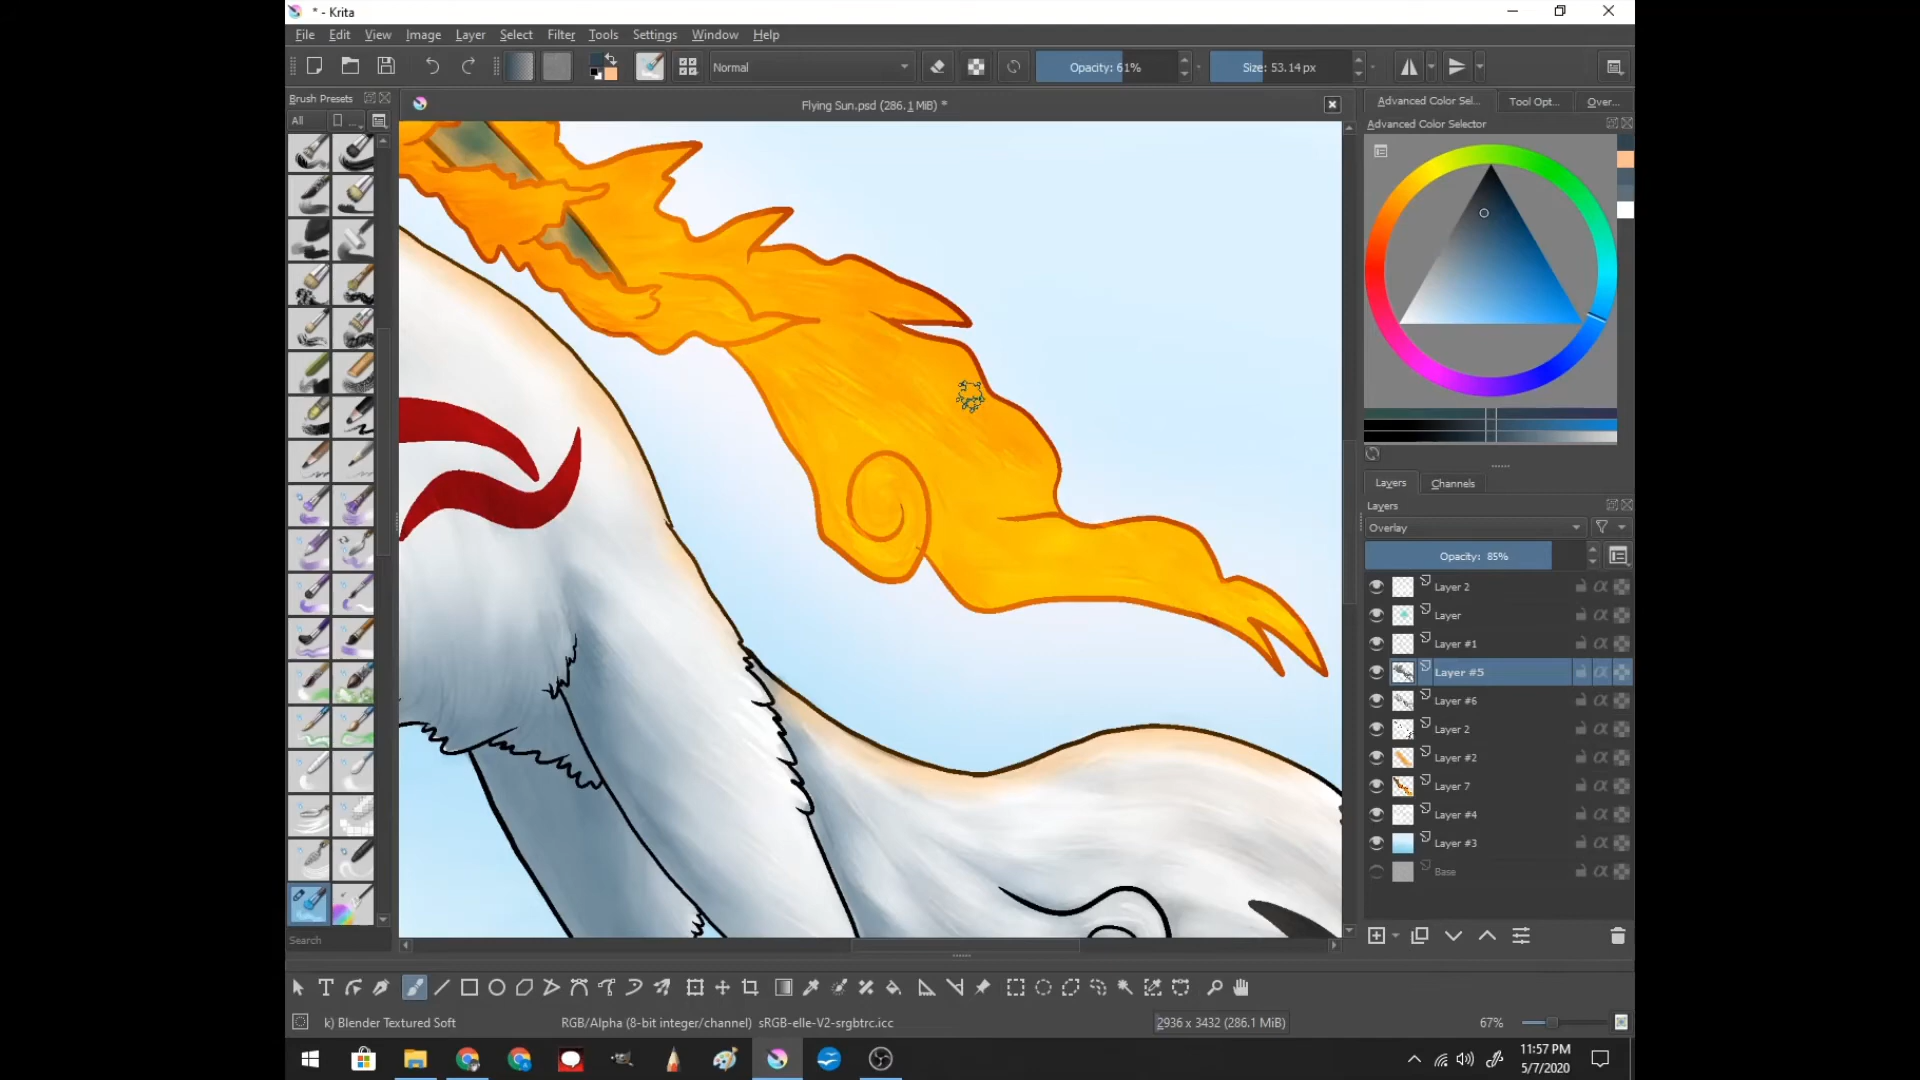 * - Krita
File Edit View Image Layer Select Filter Tools Settings Window Help
Normal
Opacity: 61%
Size: 53.14 px
Brush Presets
Flying Sun.psd (286.1 MiB) *
Advanced Color Sel... Tool Opt... Over...
All
Advanced Color Selector
Layers Channels
Layers
Overlay
Opacity: 85%
Layer 2
Layer
Layer #1
Layer #5
Layer #6
Layer 2
Layer #2
Layer 7
Layer #4
Layer #3
Base
Search
k) Blender Textured Soft
RGB/Alpha (8-bit integer/channel) sRGB-elle-V2-srgbtrc.icc
2936 x 3432 (286.1 MiB)
67%
11:57 PM
5/7/2020